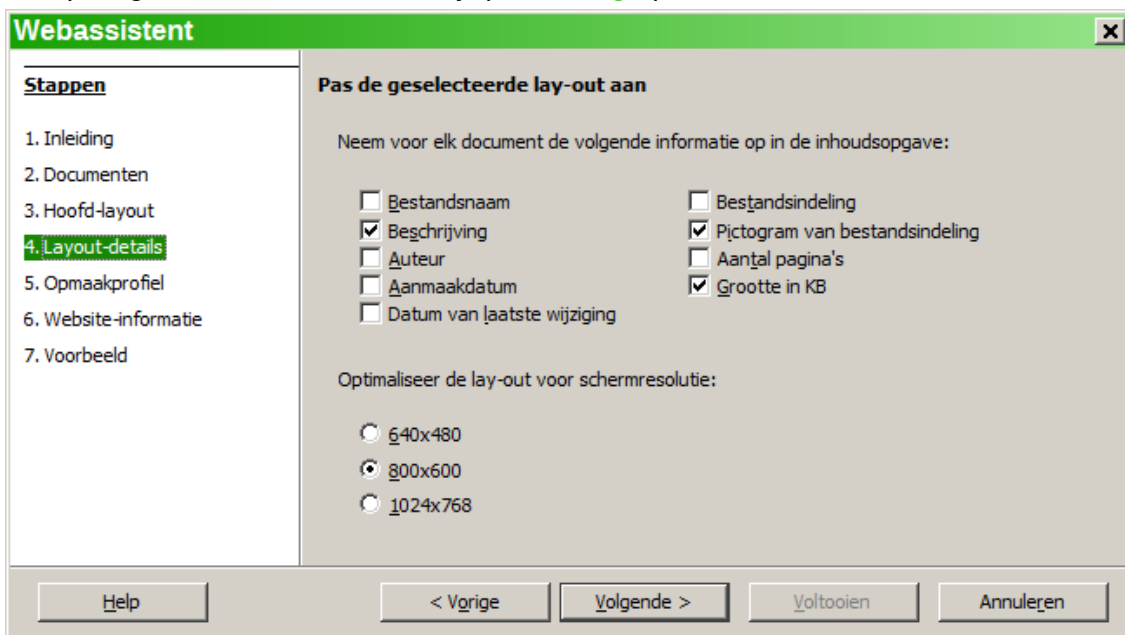 Webassistent
Stappen
1. Inleiding
2. Documenten
3. Hoofd-layout
4. Layout-details
5. Opmaakprofiel
6. Website-informatie
7. Voorbeeld
Pas de geselecteerde lay-out aan
Neem voor elk document de volgende informatie op in de inhoudsopgave:
Bestandsnaam
Beschrijving
Auteur
Aanmaakdatum
Datum van laatste wijziging
Bestandsindeling
Pictogram van bestandsindeling
Aantal pagina's
Grootte in KB
Optimaliseer de lay-out voor schermresolutie:
640x480
800x600
1024x768
Help
< Vorige
Volgende >
Voltooien
Annuleren